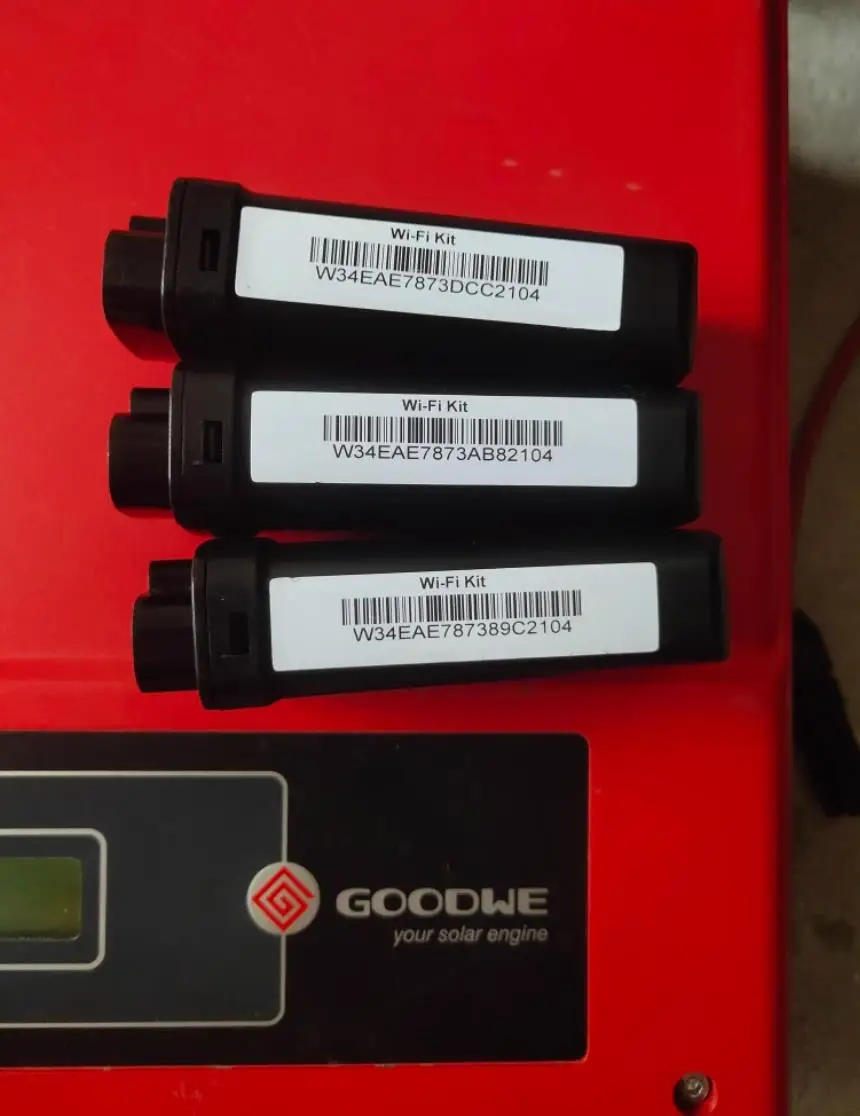 Wi-Fi Kit
W34EAE7873DCC2104
Wi-Fi Kit
W34EAE7873AB82104
Wi-Fi Kit
W34EAE787389C2104
GOODWE
your solar engine